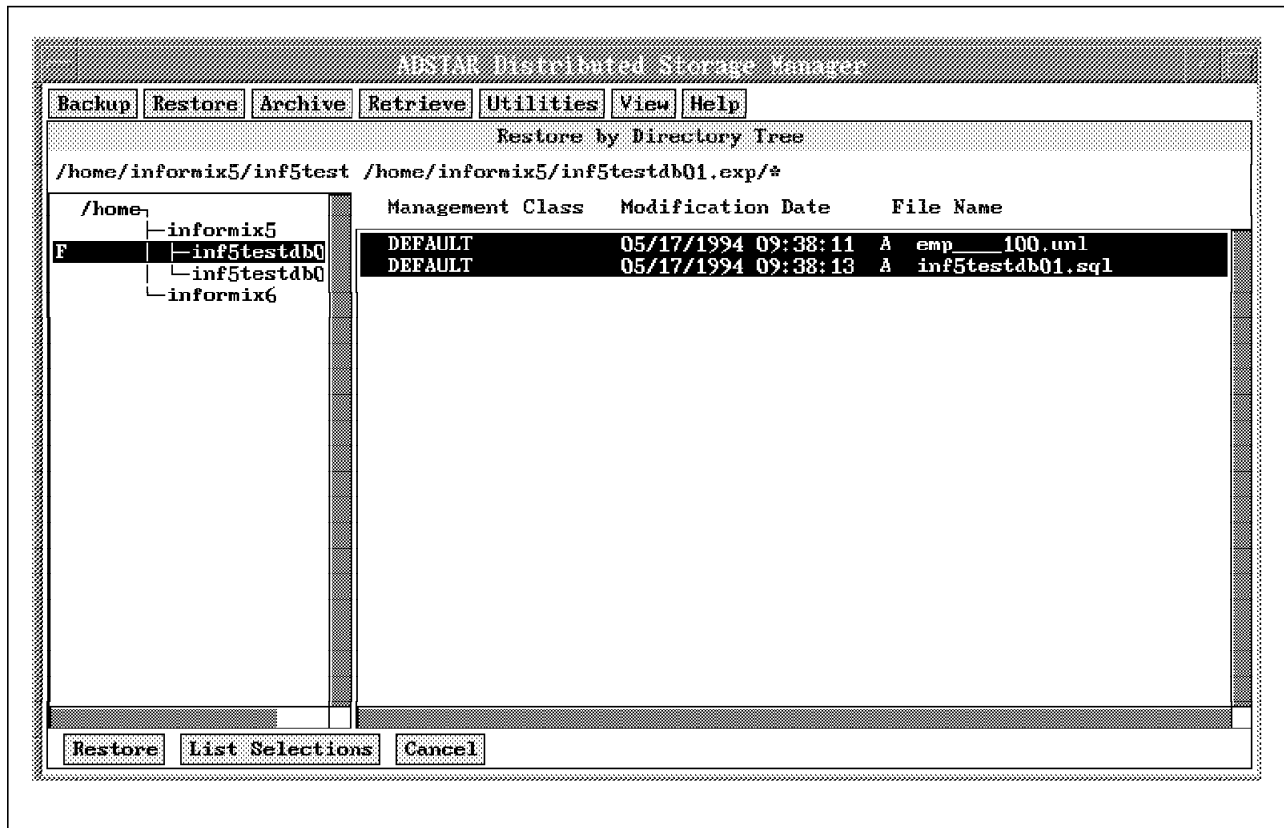 ADSTAR Distributed Storage Manager
Backup Restore Archive Retrieve Utilities View Help
Restore by Directory Tree
/home/informix5/inf5test /home/informix5/inf5testdb01.exp/*
/home
informix5
F inf5testdb0
inf5testdb0
informix6
Management Class Modification Date File Name
DEFAULT 05/17/1994 09:38:11 A emp____100.unl
DEFAULT 05/17/1994 09:38:13 A inf5testdb01.sql
Restore List Selections Cancel